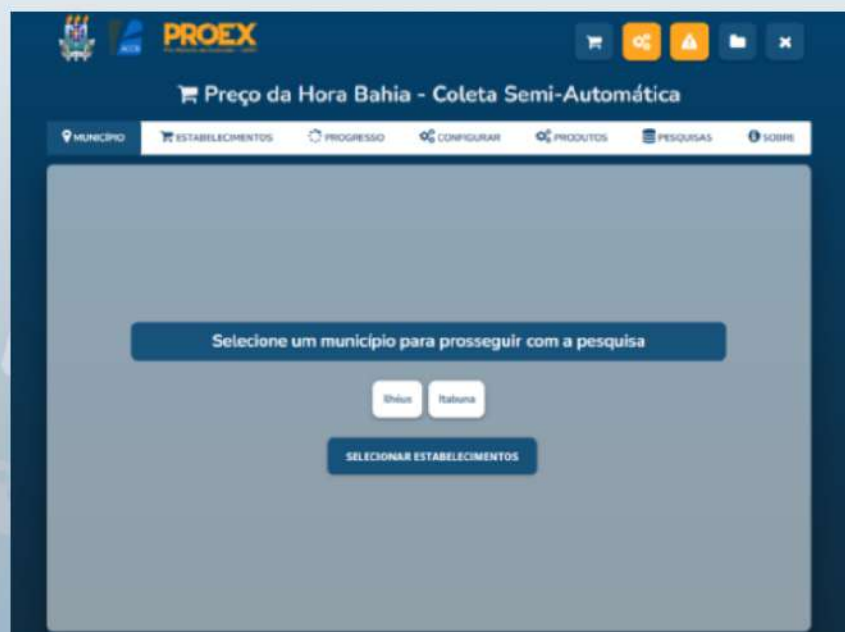 ACCB
PROEX
Preço da Hora Bahia - Coleta Semi-Automática
MUNICÍPIO ESTABELECIMENTOS PROGRESSO CONFIGURAR PRODUTOS PESQUISAS SOBRE
Selecione um município para prosseguir com a pesquisa
Ilhéus Itabuna
SELECIONAR ESTABELECIMENTOS